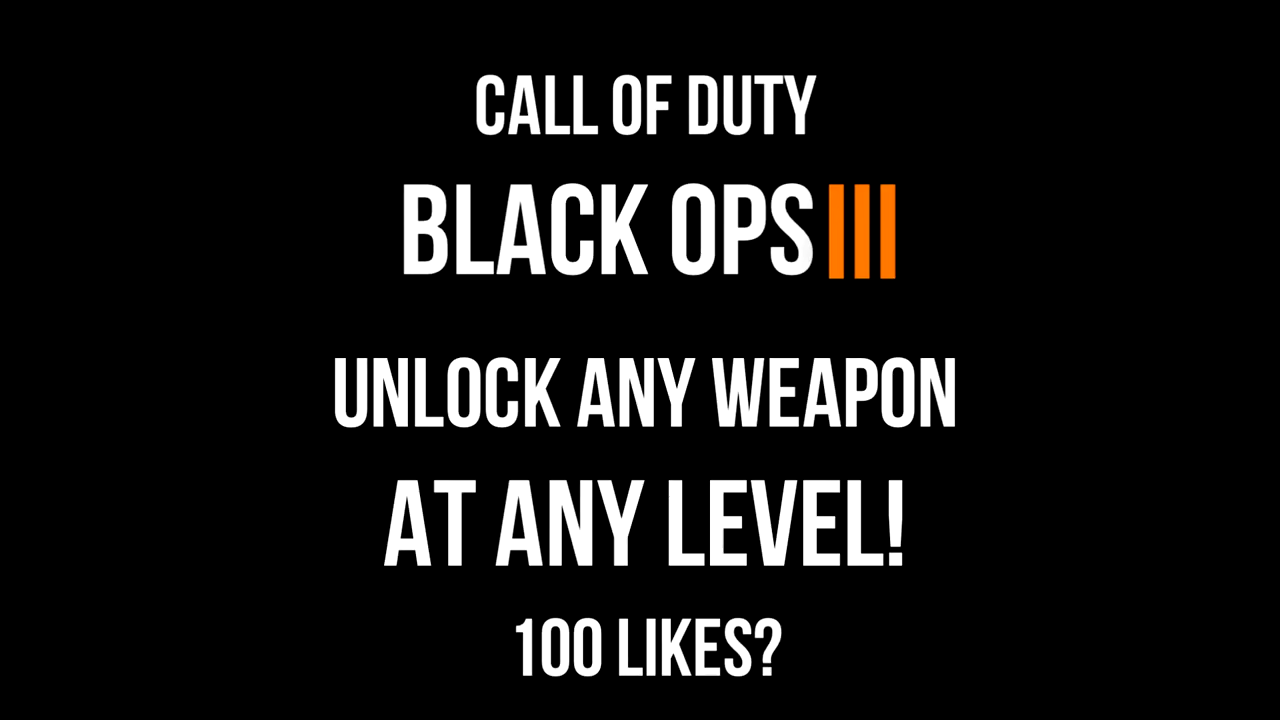 CALL OF DUTY
BLACK OPS III
UNLOCK ANY WEAPON
AT ANY LEVEL!
100 LIKES?